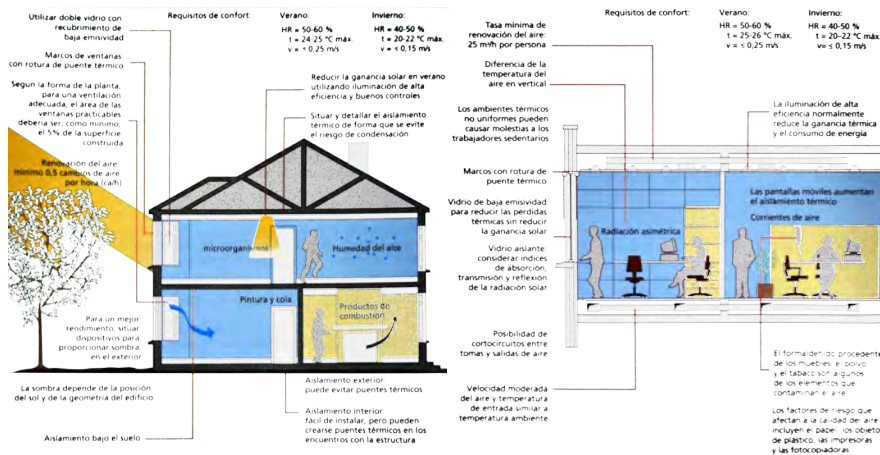 Utilizar doble vidrio con
recubrimiento de
baja emisividad
Marcos de ventanas
con rotura de puente térmico
Segun la forma de la planta,
para una ventilación
adecuada, el área de las
ventanas practicables
debería ser, como mínimo,
el 5% de la superficie
construida
Renovación del aire:
mínimo 0,5 cambios de aire
por hora (ca/h)
Para un mejor
rendimiento, situar
dispositivos para
proporcionar sombra
en el exterior
La sombra depende de la posición
del sol y de la geometria del edificio
Aislamiento bajo el suelo
Requisitos de confort:
Verano:
HR = 50-60 %
t = 24-25 °C máx.
v = ≤ 0,25 m/s
Invierno:
HR = 40-50 %
t = 20-22 °C máx.
v = ≤ 0,15 m/s
Reducir la ganancia solar en verano
utilizando iluminación de alta
eficiencia y buenos controles
Situar y detallar el aislamiento
térmico de forma que se evite
el riesgo de condensación
microorganismos
Humedad del aire
Pintura y cola
Productos de
combustión
Aislamiento exterior:
puede evitar puentes térmicos
Aislamiento interior:
fácil de instalar, pero pueden
crearse puentes térmicos en los
encuentros con la estructura
Tasa mínima de
renovación del aire:
25 m³/h por persona
Diferencia de la
temperatura del
aire en vertical
Los ambientes térmicos
no uniformes pueden
causar molestias a los
trabajadores sedentarios
Marcos con rotura de
puente térmico
Vidrio de baja emisividad
para reducir las pérdidas
térmicas sin reducir
la ganancia solar
Vidrio aislante:
considerar indices
de absorción,
transmisión y reflexión
de la radiación solar
Posibilidad de
cortocircuitos entre
tomas y salidas de aire
Velocidad moderada
del aire y temperatura
de entrada similar a
temperatura ambiente
Requisitos de confort:
Verano:
HR = 50-60 %
t = 25-26 °C máx.
v = ≤ 0,25 m/s
Invierno:
HR = 40-50 %
t = 20-22 °C máx.
v= ≤ 0,15 m/s
La iluminación de alta
eficiencia normalmente
reduce la ganancia térmica
y el consumo de energía
Las pantallas móviles aumentan
el aislamiento térmico
Corrientes de aire
Radiación asimétrica
El formaldehido procedente
de los muebles, el polvo
y el tabaco son algunos
de los elementos que
contaminan el aire
Los factores de riesgo que
afectan a la calidad del aire
incluyen el papel, los objeto
de plástico, las impresoras
y las fotocopiadoras